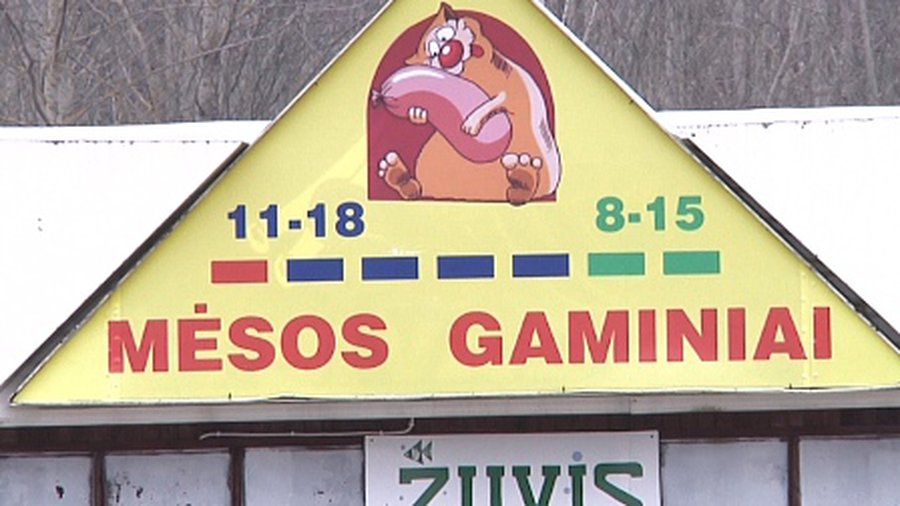 11-18 8-15
MĖSOS GAMINIAI
ŽUVIS